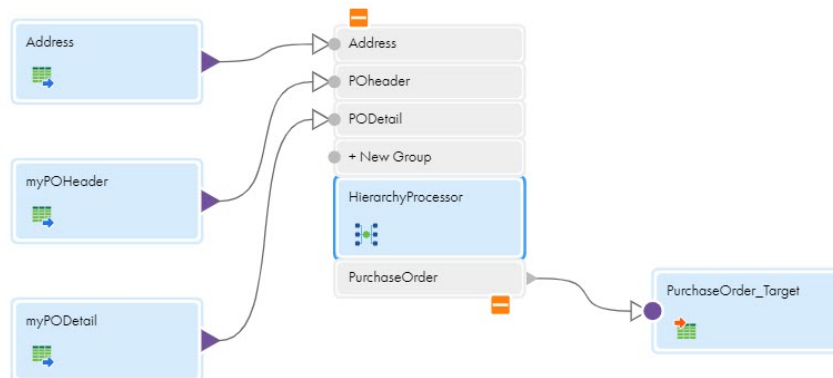 Address
Address
POheader
myPOHeader
PODetail
+ New Group
HierarchyProcessor
PurchaseOrder
myPODetail
PurchaseOrder_Target